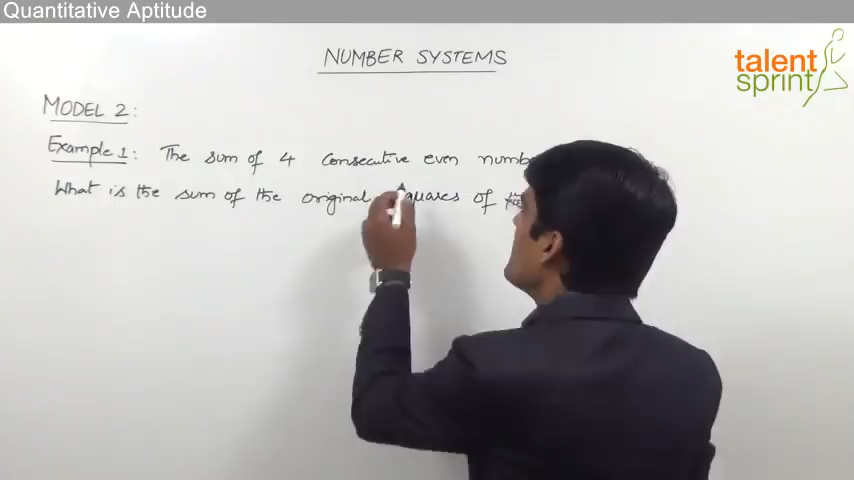 Quantitative Aptitude
NUMBER SYSTEMS
talent
sprint
MODEL 2:
Example 1: The sum of 4 consecutive even numbe
What is the sum of the original squares of